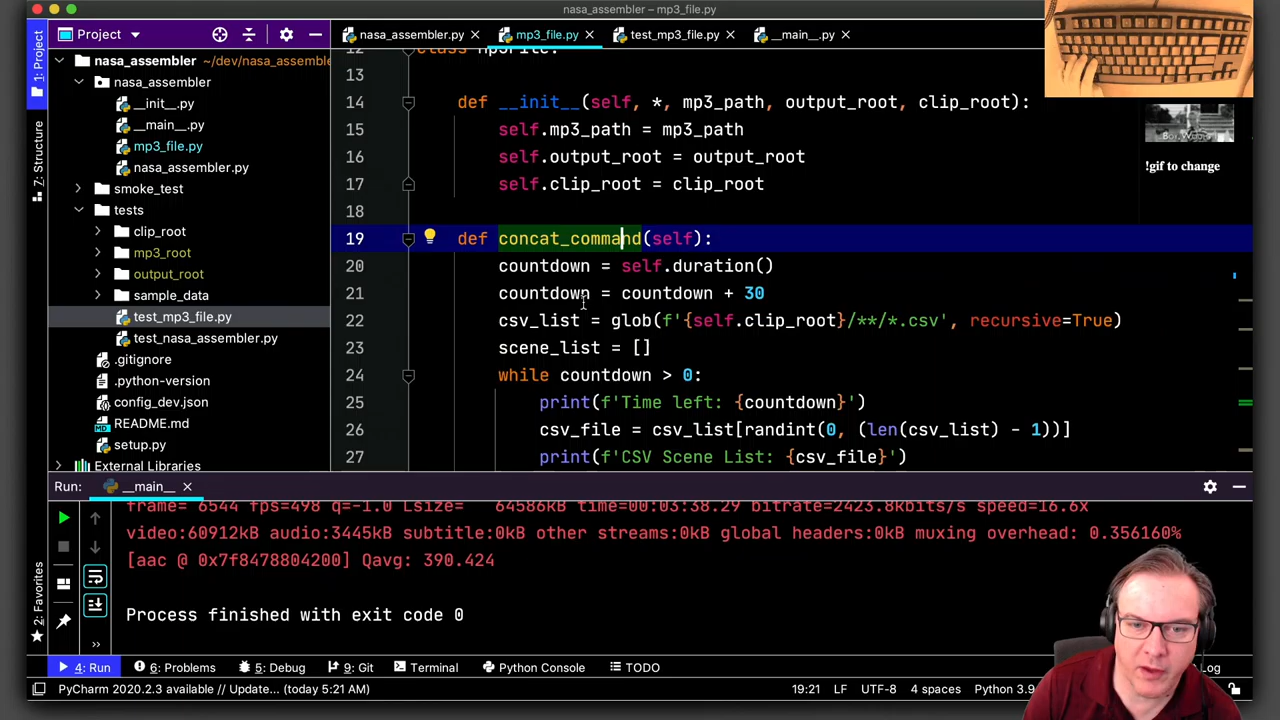 nasa_assembler – mp3_file.py
1: Project
7: Structure
2: Favorites
Project
nasa_assembler ~/dev/nasa_assemble
nasa_assembler
__init__.py
__main__.py
mp3_file.py
nasa_assembler.py
smoke_test
tests
clip_root
mp3_root
output_root
sample_data
test_mp3_file.py
test_nasa_assembler.py
.gitignore
.python-version
config_dev.json
README.md
setup.py
External Libraries
nasa_assembler.py
mp3_file.py
test_mp3_file.py
__main__.py
12
13
14 def __init__(self, *, mp3_path, output_root, clip_root):
15 self.mp3_path = mp3_path
16 self.output_root = output_root
17 self.clip_root = clip_root
18
19 def concat_command(self):
20 countdown = self.duration()
21 countdown = countdown + 30
22 csv_list = glob(f'{self.clip_root}/**/*.csv', recursive=True)
23 scene_list = []
24 while countdown > 0:
25 print(f'Time left: {countdown}')
26 csv_file = csv_list[randint(0, (len(csv_list) - 1))]
27 print(f'CSV Scene List: {csv_file}')
!gif to change
Run: __main__
frame= 6544 fps=498 q=-1.0 Lsize= 64586kB time=00:03:38.29 bitrate=2423.8kbits/s speed=16.6x
video:60912kB audio:3445kB subtitle:0kB other streams:0kB global headers:0kB muxing overhead: 0.356160%
[aac @ 0x7f8478804200] Qavg: 390.424
Process finished with exit code 0
4: Run
6: Problems
5: Debug
9: Git
Terminal
Python Console
TODO
Log
PyCharm 2020.2.3 available // Update... (today 5:21 AM)
19:21 LF UTF-8 4 spaces Python 3.9